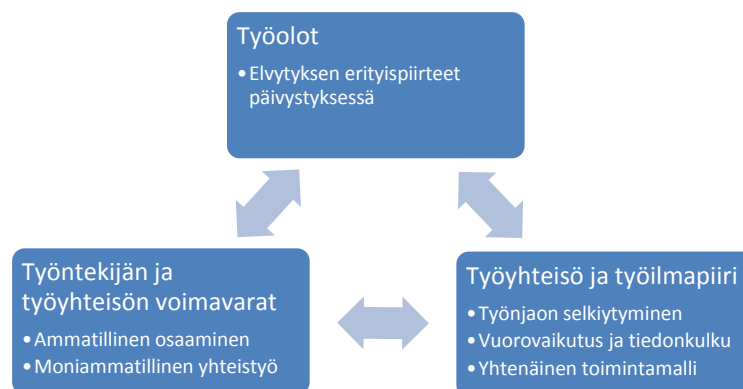 Työolot
•Elvytyksen erityispiirteet
päivystyksessä
Työntekijän ja
työyhteisön voimavarat
•Ammatillinen osaaminen
•Moniammatillinen yhteistyö
Työyhteisö ja työilmapiiri
•Työnjaon selkiytyminen
•Vuorovaikutus ja tiedonkulku
•Yhtenäinen toimintamalli